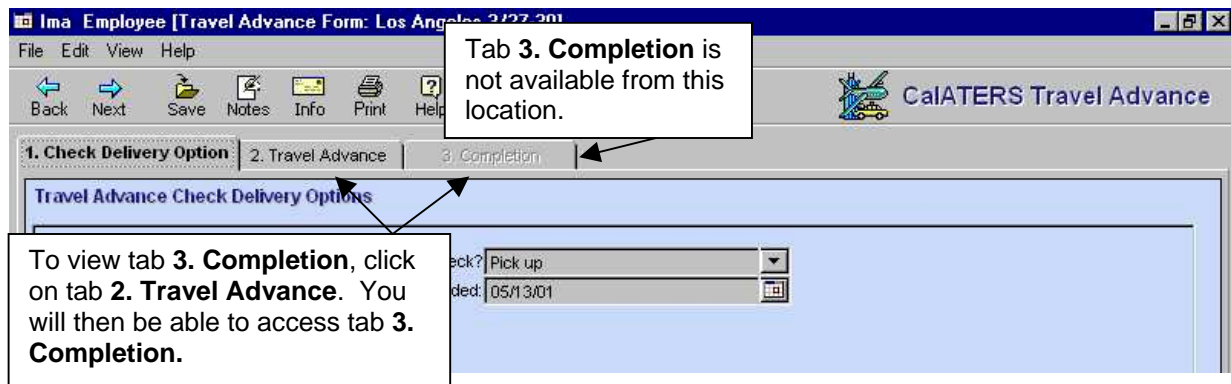 Ima Employee [Travel Advance Form: Los Angeles 3/27-30]
File Edit View Help
Tab 3. Completion is
not available from this
location.
Back Next Save Notes Info Print Help
CalATERS Travel Advance
1. Check Delivery Option 2. Travel Advance 3. Completion
Travel Advance Check Delivery Options
To view tab 3. Completion, click
on tab 2. Travel Advance. You
will then be able to access tab 3.
Completion.
Pick up
05/13/01